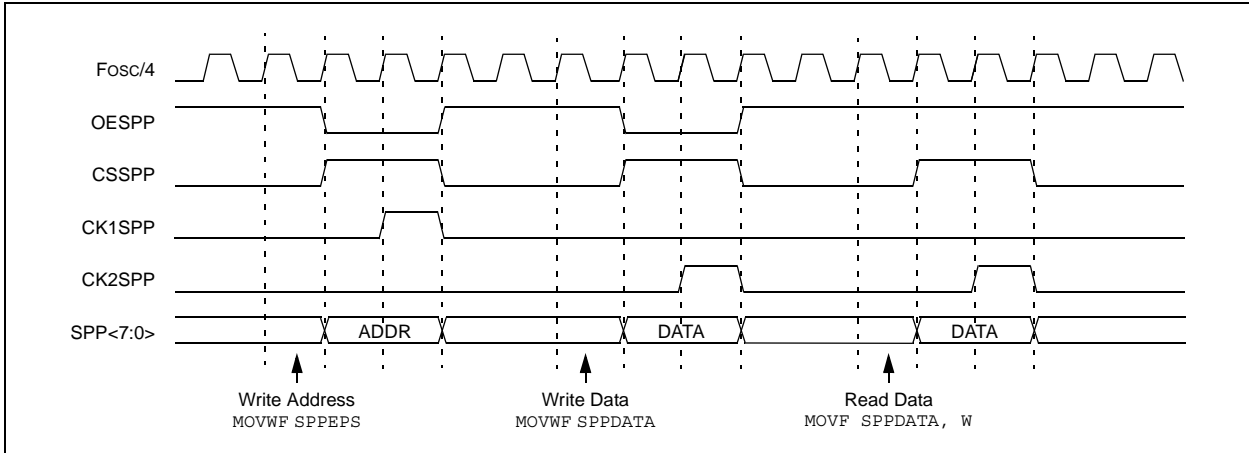 Fosc/4
OESPP
CSSPP
CK1SPP
CK2SPP
SPP<7:0> ADDR DATA DATA
Write Address Write Data Read Data
MOVWF SPPEPS MOVWF SPPDATA MOVF SPPDATA, W